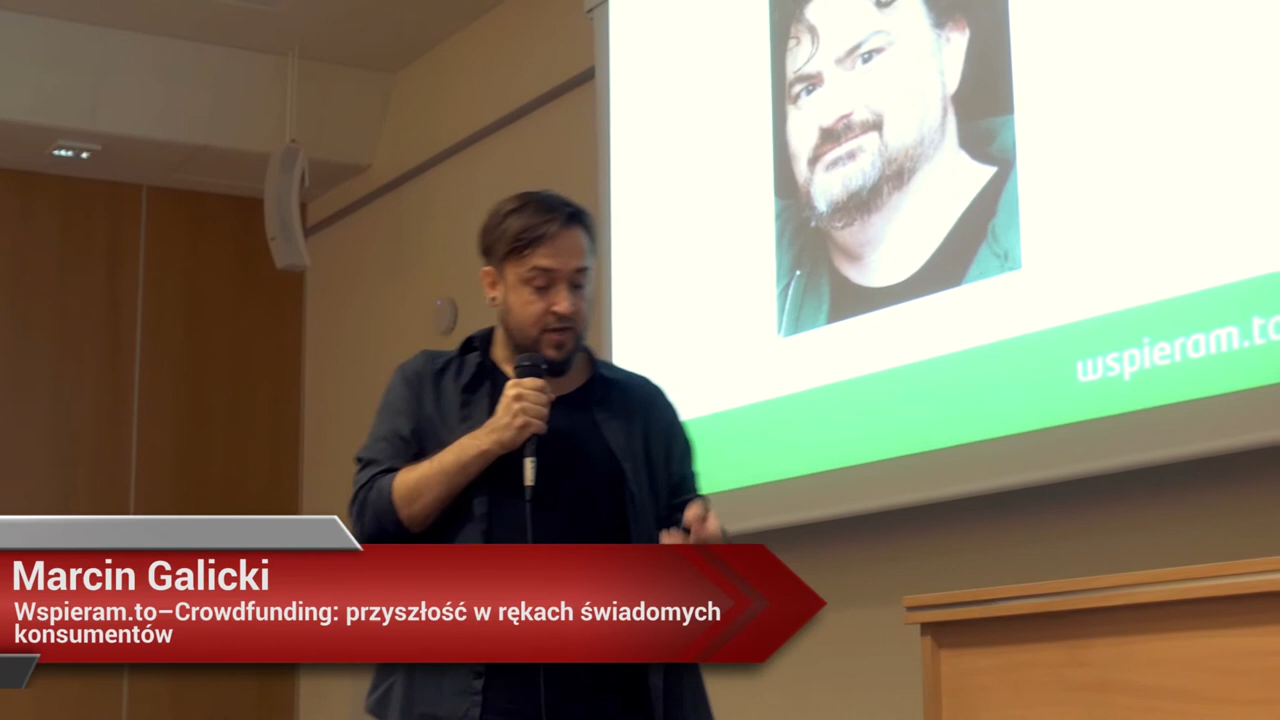 wspieram.to
Marcin Galicki
Wspieram.to–Crowdfunding: przyszłość w rękach świadomych
konsumentów